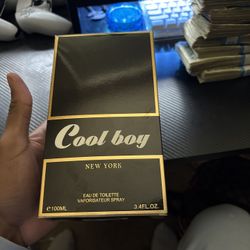 Cool boy
NEW YORK
EAU DE TOILETTE
VAPORISATEUR SPRAY
℮100ML 3.4FL.OZ.